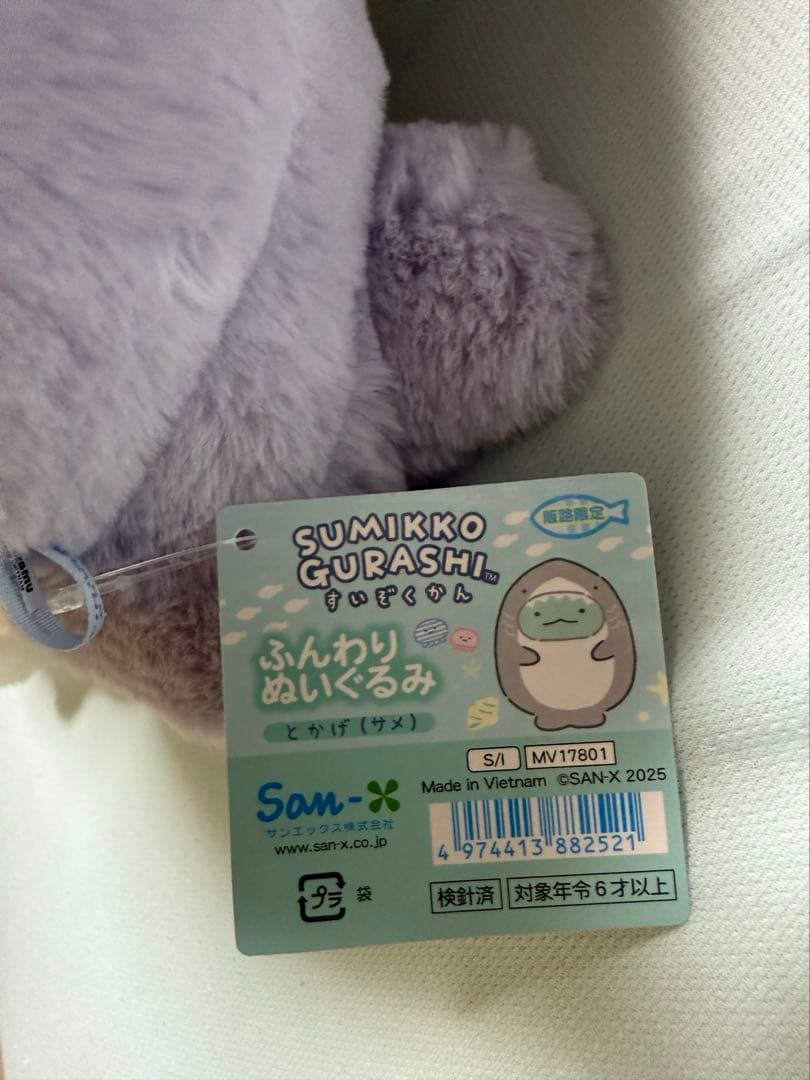 SUMIKKO
GURASHI™
すいぞくかん
販路限定
ふんわり
ぬいぐるみ
とかげ(サメ)
S/I MV17801
Made in Vietnam ©SAN-X 2025
San-X
サンエックス株式会社
www.san-x.co.jp
4 974413 882521
プラ 袋
検針済 対象年令6才以上